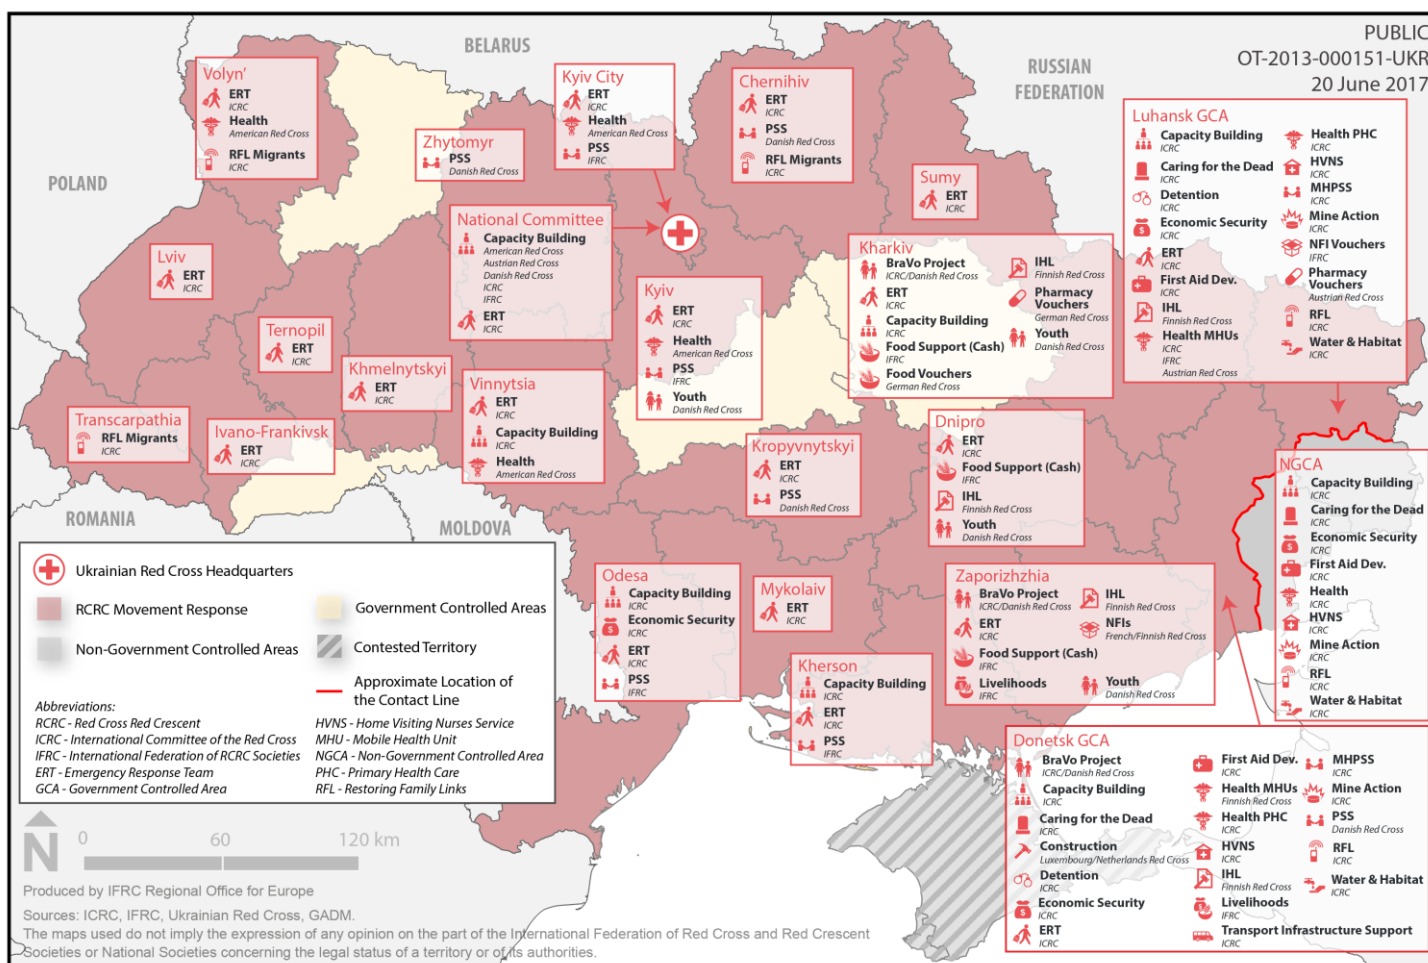 PUBLIC
OT-2013-000151-UKR
20 June 2017
BELARUS
RUSSIAN
FEDERATION
POLAND
ROMANIA
MOLDOVA
Volyn'
ERT
ICRC
Health
American Red Cross
RFL Migrants
ICRC
Zhytomyr
PSS
Danish Red Cross
Kyiv City
ERT
ICRC
Health
American Red Cross
PSS
IFRC
Chernihiv
ERT
ICRC
PSS
Danish Red Cross
RFL Migrants
ICRC
Sumy
ERT
ICRC
Luhansk GCA
Capacity Building
ICRC
Caring for the Dead
ICRC
Detention
ICRC
Economic Security
ICRC
ERT
ICRC
First Aid Dev.
ICRC
IHL
Finnish Red Cross
Health MHUs
ICRC
IFRC
Austrian Red Cross
Health PHC
ICRC
HVNS
ICRC
MHPSS
ICRC
Mine Action
ICRC
NFI Vouchers
IFRC
Pharmacy
Vouchers
Austrian Red Cross
RFL
ICRC
Water & Habitat
ICRC
National Committee
Capacity Building
American Red Cross
Austrian Red Cross
Danish Red Cross
ICRC
IFRC
ERT
ICRC
Lviv
ERT
ICRC
Kharkiv
BraVo Project
ICRC/Danish Red Cross
ERT
ICRC
Capacity Building
ICRC
Food Support (Cash)
IFRC
Food Vouchers
German Red Cross
IHL
Finnish Red Cross
Pharmacy
Vouchers
German Red Cross
Youth
Danish Red Cross
Kyiv
ERT
ICRC
Health
American Red Cross
PSS
IFRC
Youth
Danish Red Cross
Ternopil
ERT
ICRC
Khmelnytskyi
ERT
ICRC
Vinnytsia
ERT
ICRC
Capacity Building
ICRC
Health
American Red Cross
Transcarpathia
RFL Migrants
ICRC
Ivano-Frankivsk
ERT
ICRC
Kropyvnytskyi
ERT
ICRC
PSS
Danish Red Cross
Dnipro
ERT
ICRC
Food Support (Cash)
IFRC
IHL
Finnish Red Cross
Youth
Danish Red Cross
NGCA
Capacity Building
ICRC
Caring for the Dead
ICRC
Economic Security
ICRC
First Aid Dev.
ICRC
Health
ICRC
HVNS
ICRC
Mine Action
ICRC
RFL
ICRC
Water & Habitat
ICRC
Odesa
Capacity Building
ICRC
Economic Security
ICRC
ERT
ICRC
PSS
IFRC
Mykolaiv
ERT
ICRC
Kherson
Capacity Building
ICRC
ERT
ICRC
PSS
IFRC
Zaporizhzhia
BraVo Project
ICRC/Danish Red Cross
ERT
ICRC
Food Support (Cash)
IFRC
Livelihoods
IFRC
IHL
Finnish Red Cross
NFIs
French/Finnish Red Cross
Youth
Danish Red Cross
Donetsk GCA
BraVo Project
ICRC/Danish Red Cross
Capacity Building
ICRC
Caring for the Dead
ICRC
Construction
Luxembourg/Netherlands Red Cross
Detention
ICRC
Economic Security
ICRC
ERT
ICRC
First Aid Dev.
ICRC
Health MHUs
Finnish Red Cross
Health PHC
ICRC
HVNS
ICRC
IHL
Finnish Red Cross
Livelihoods
IFRC
Transport Infrastructure Support
ICRC
MHPSS
ICRC
Mine Action
ICRC
PSS
Danish Red Cross
RFL
ICRC
Water & Habitat
ICRC
Ukrainian Red Cross Headquarters
RCRC Movement Response
Non-Government Controlled Areas
Government Controlled Areas
Contested Territory
Approximate Location of
the Contact Line
Abbreviations:
RCRC - Red Cross Red Crescent
ICRC - International Committee of the Red Cross
IFRC - International Federation of RCRC Societies
ERT - Emergency Response Team
GCA - Government Controlled Area
HVNS - Home Visiting Nurses Service
MHU - Mobile Health Unit
NGCA - Non-Government Controlled Area
PHC - Primary Health Care
RFL - Restoring Family Links
N
0 60 120 km
Produced by IFRC Regional Office for Europe
Sources: ICRC, IFRC, Ukrainian Red Cross, GADM.
The maps used do not imply the expression of any opinion on the part of the International Federation of Red Cross and Red Crescent
Societies or National Societies concerning the legal status of a territory or of its authorities.